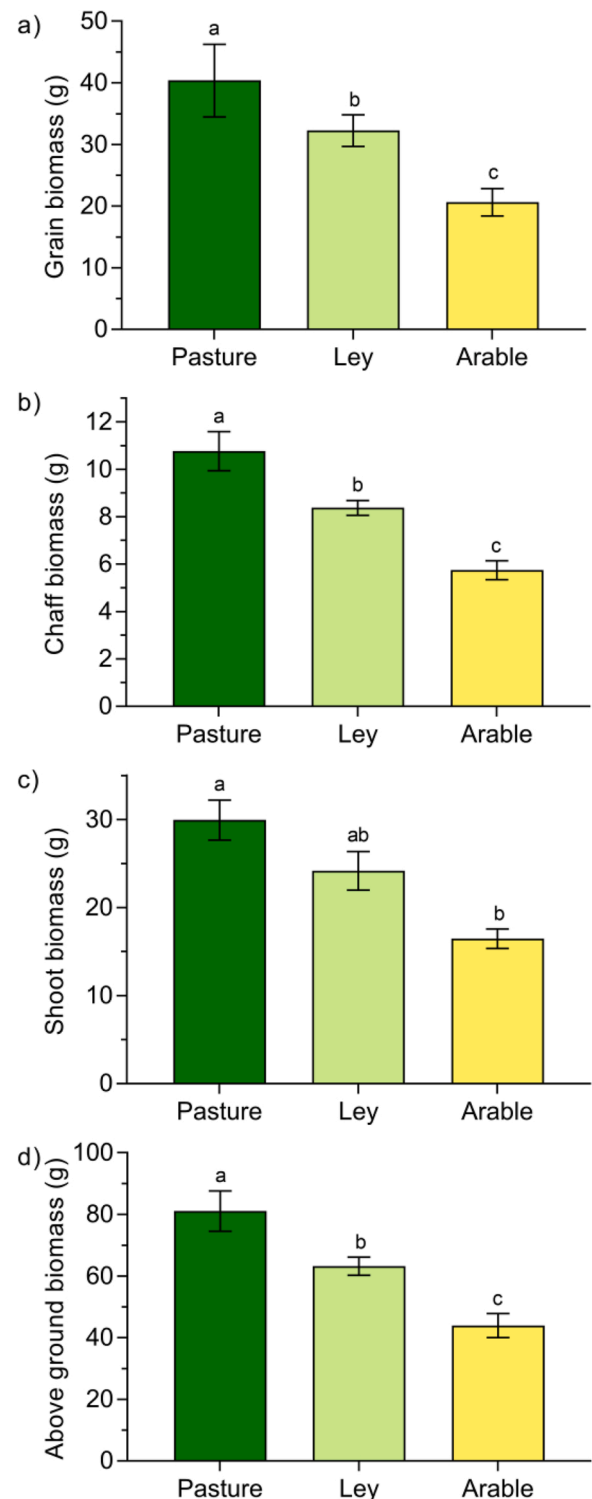 a)
Grain biomass (g)
50
40
30
20
10
0
a
b
c
Pasture Ley Arable
b)
Chaff biomass (g)
12
10
8
6
4
2
0
a
b
c
Pasture Ley Arable
c)
Shoot biomass (g)
30
20
10
0
a
ab
b
Pasture Ley Arable
d)
Above ground biomass (g)
100
80
60
40
20
0
a
b
c
Pasture Ley Arable